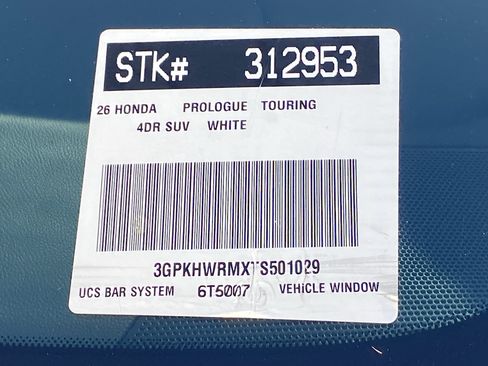 STK# 312953
26 HONDA PROLOGUE TOURING
4DR SUV WHITE
3GPKHWRMXTS501029
UCS BAR SYSTEM 6T5007 VEHICLE WINDOW